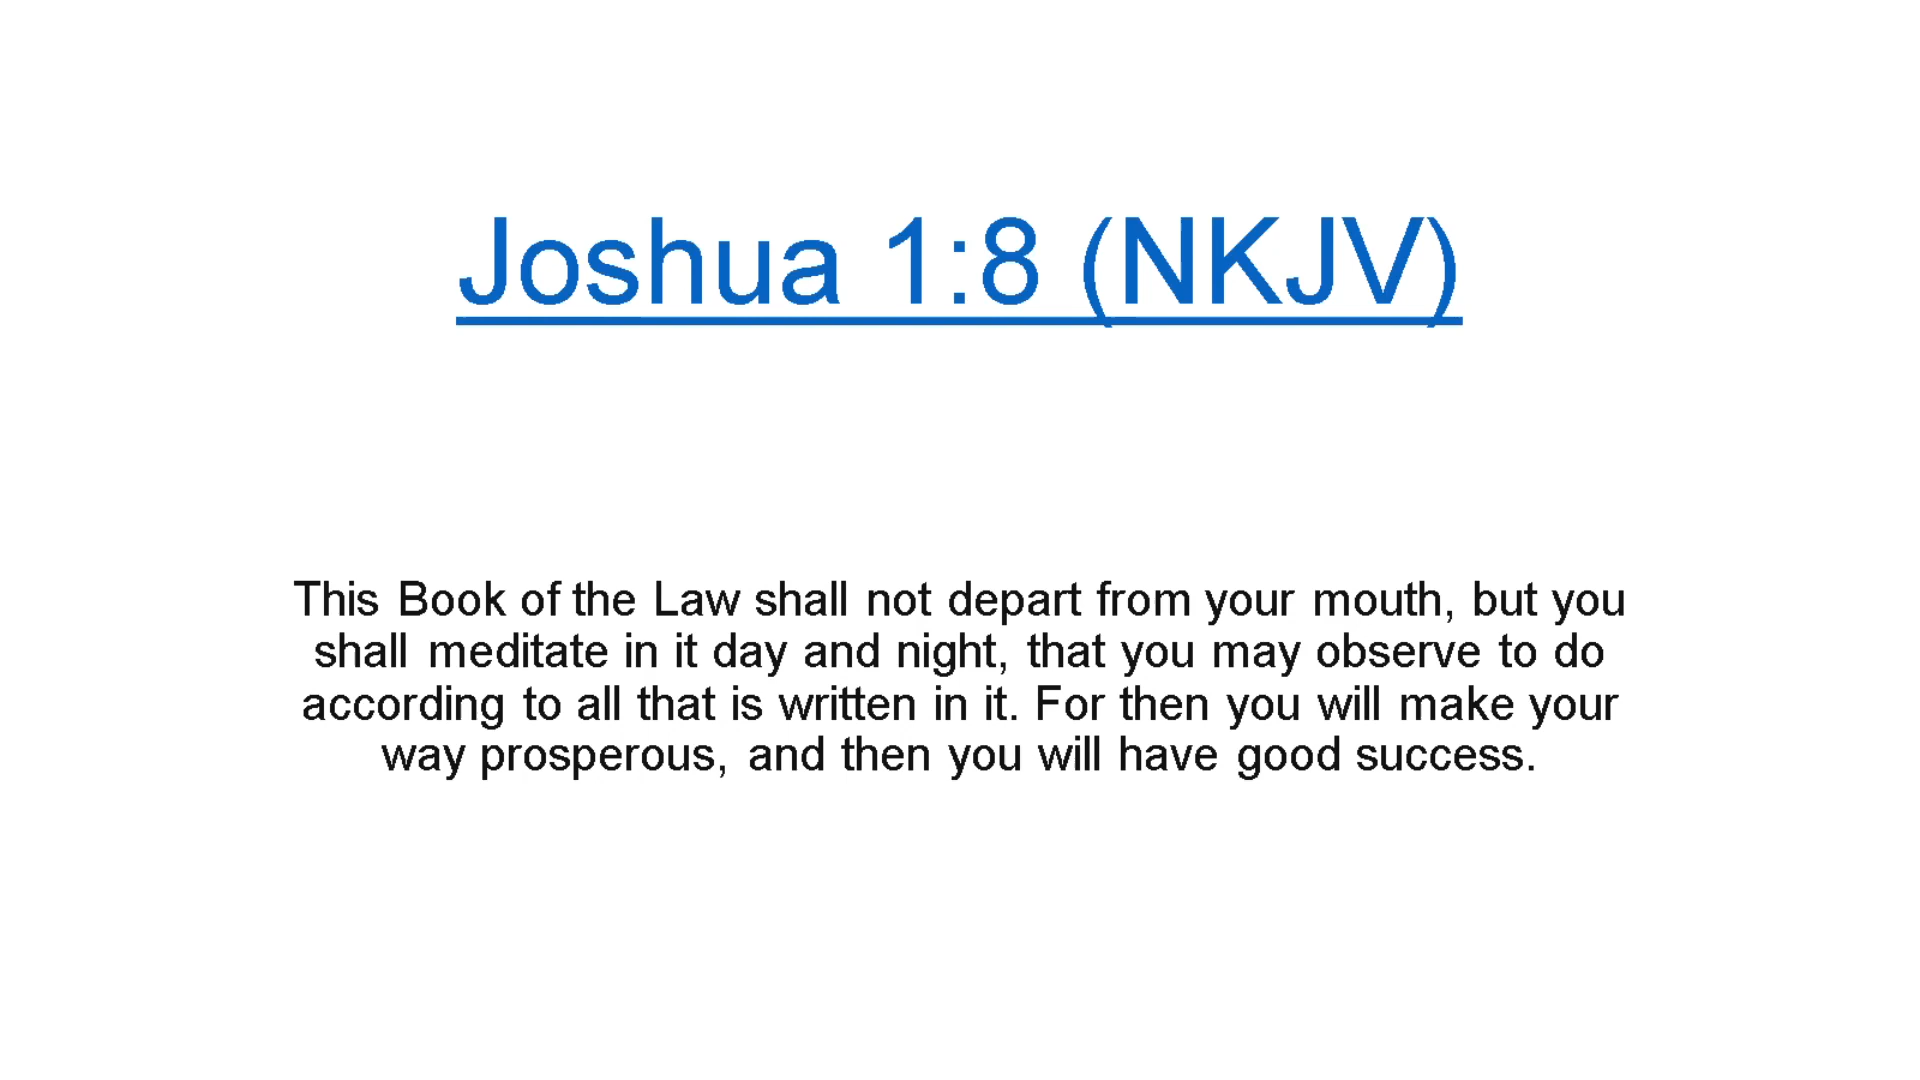 Joshua 1:8 (NKJV)
This Book of the Law shall not depart from your mouth, but you
shall meditate in it day and night, that you may observe to do
according to all that is written in it. For then you will make your
way prosperous, and then you will have good success.